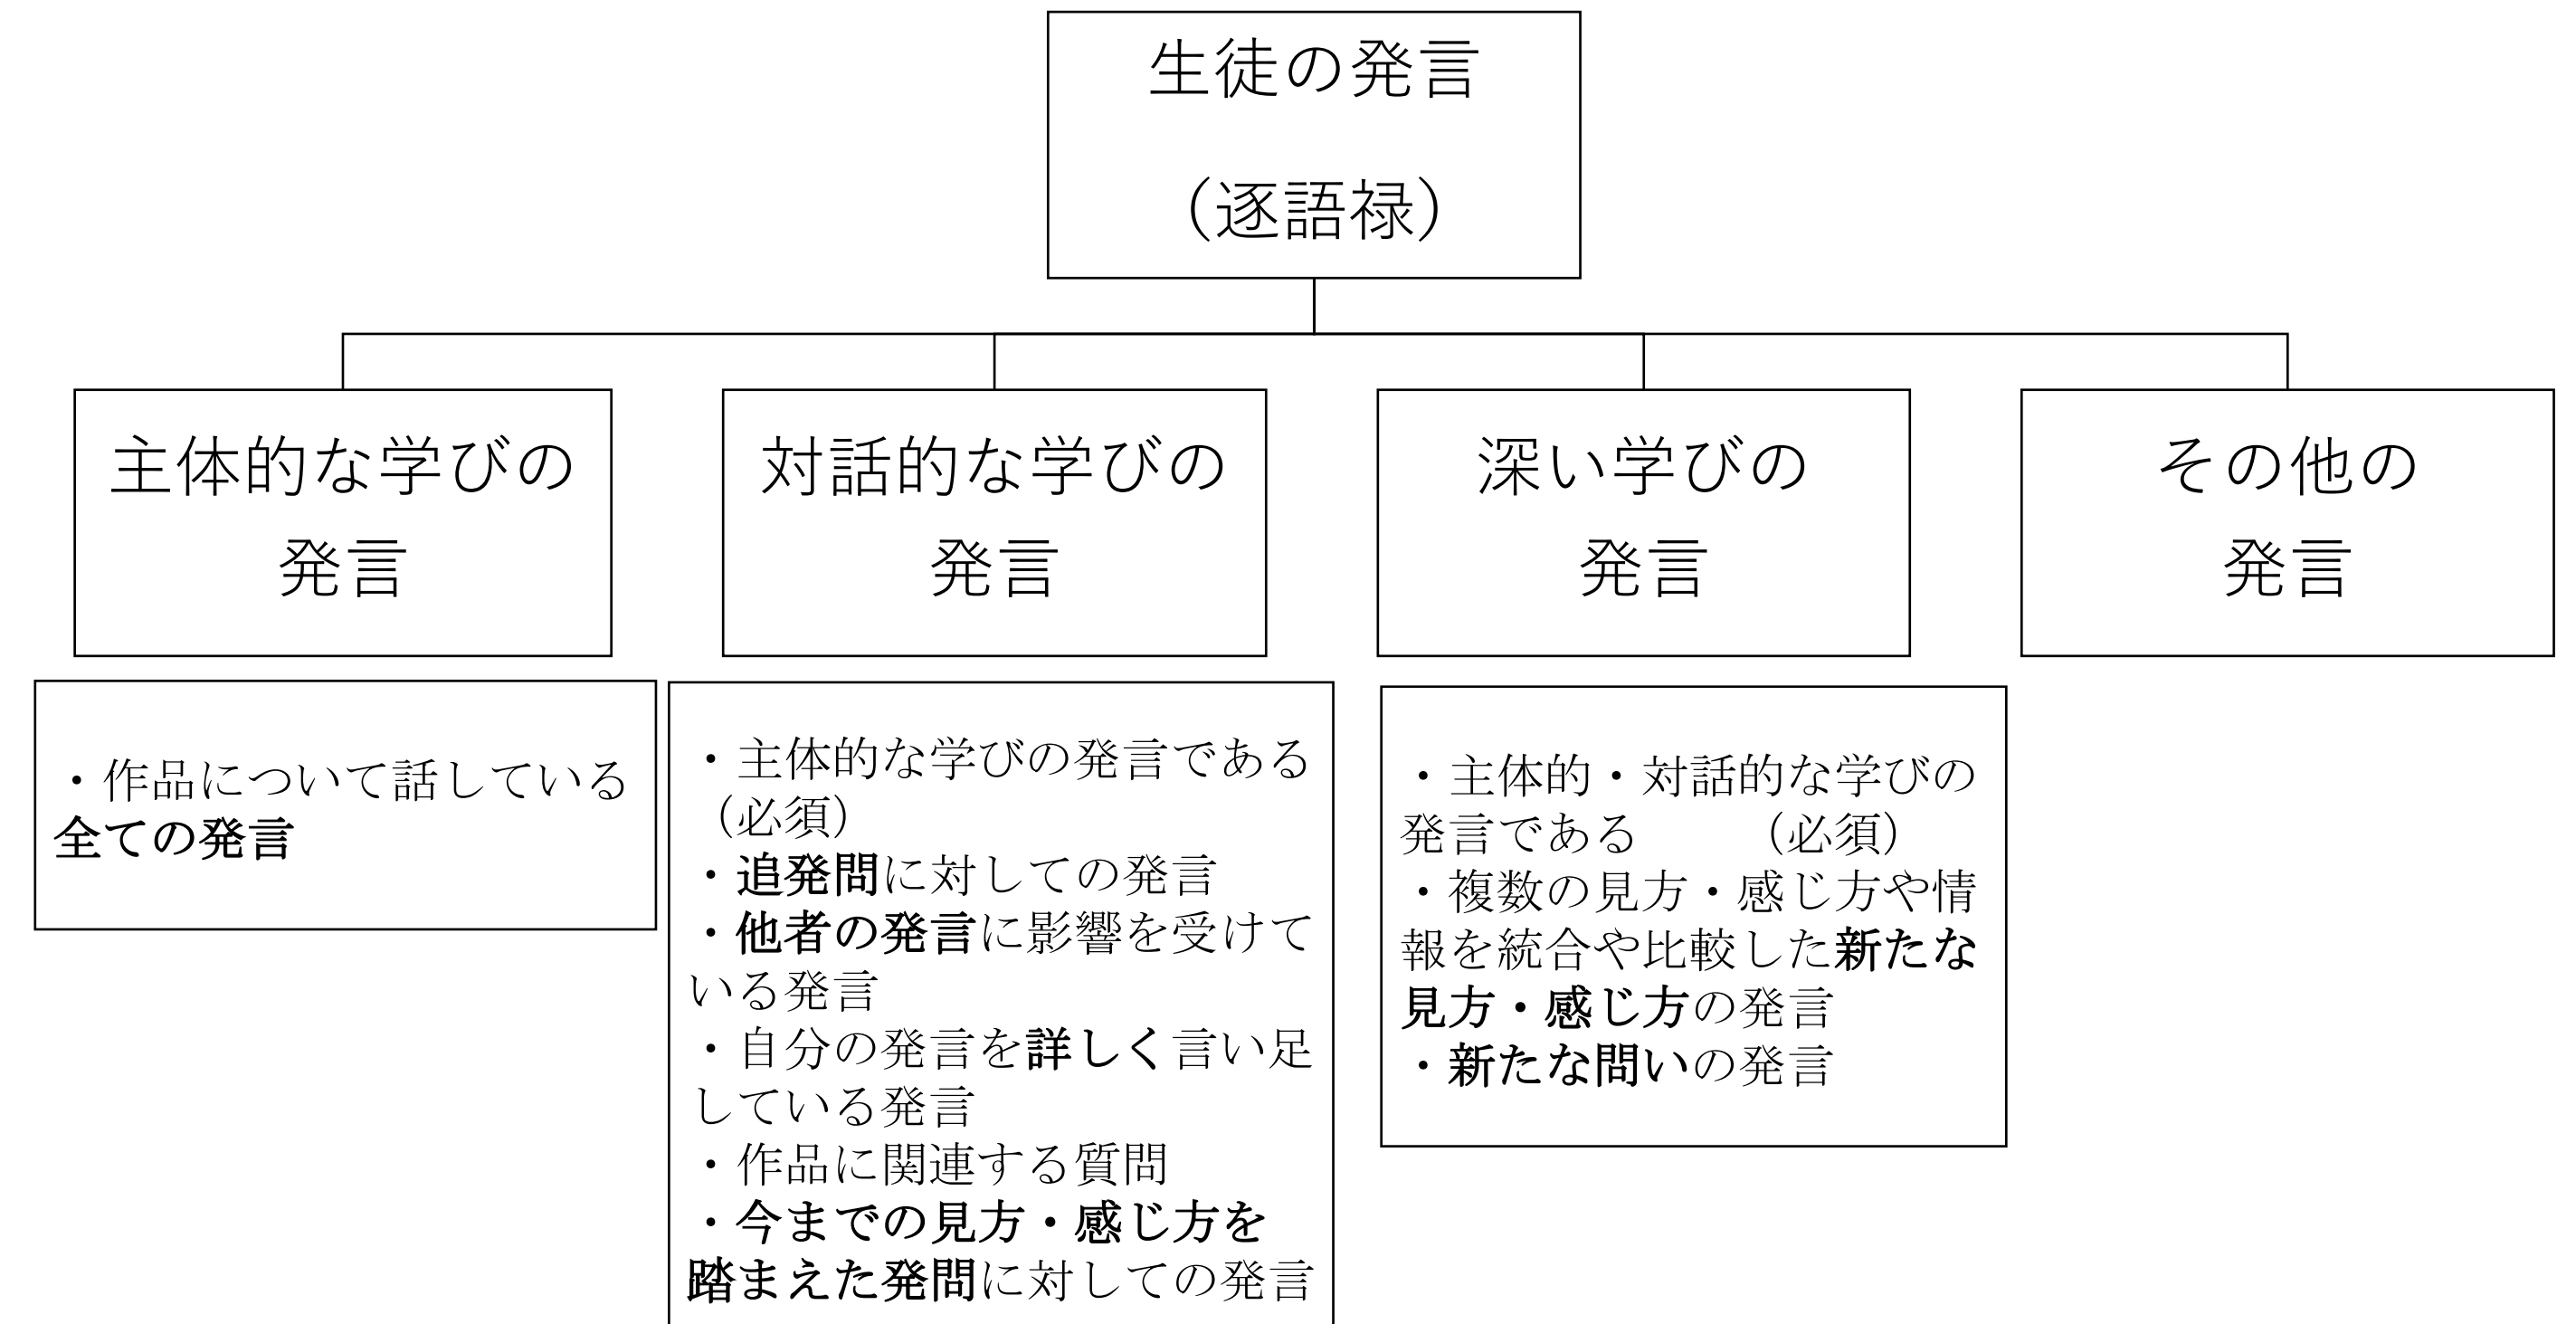 生徒の発言
（逐語禄）
主体的な学びの
発言
対話的な学びの
発言
深い学びの
発言
その他の
発言
・作品について話している
全ての発言
・主体的な学びの発言である
（必須）
・追発問に対しての発言
・他者の発言に影響を受けて
いる発言
・自分の発言を詳しく言い足
している発言
・作品に関連する質問
・今までの見方・感じ方を
踏まえた発問に対しての発言
・主体的・対話的な学びの
発言である　　（必須）
・複数の見方・感じ方や情
報を統合や比較した新たな
見方・感じ方の発言
・新たな問いの発言